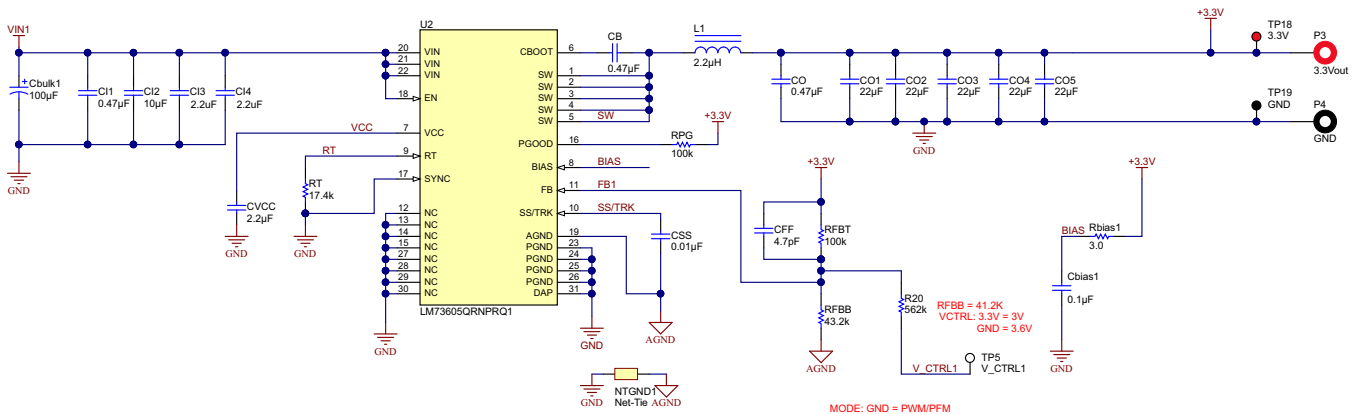 VIN1
Cbulk1
100µF
CI1
0.47µF
CI2
10µF
CI3
2.2uF
CI4
2.2uF
VCC
CVCC
2.2µF
RT
RT
17.4k
GND
GND
GND
GND
U2
20 VIN
21 VIN
22 VIN
18 EN
7 VCC
9 RT
17 SYNC
12 NC
13 NC
14 NC
15 NC
27 NC
28 NC
29 NC
30 NC
CBOOT 6
SW 1
SW 2
SW 3
SW 4
SW 5
PGOOD 16
BIAS 8
FB 11
SS/TRK 10
AGND 19
PGND 23
PGND 24
PGND 25
PGND 26
DAP 31
LM73605QRNPRQ1
CB
0.47µF
SW
L1
2.2µH
RPG
100k
+3.3V
BIAS
FB1
SS/TRK
CSS
0.01µF
GND
AGND
NTGND1
Net-Tie
GND
AGND
CO
0.47µF
CO1
22µF
CO2
22µF
CO3
22µF
CO4
22µF
CO5
22µF
GND
+3.3V
TP18
3.3V
P3
3.3Vout
TP19
GND
P4
GND
+3.3V
CFF
4.7pF
RFBT
100k
RFBB
43.2k
AGND
R20
562k
RFBB = 41.2K
VCTRL: 3.3V = 3V
GND = 3.6V
V_CTRL1
TP5
V_CTRL1
+3.3V
BIAS
Rbias1
3.0
Cbias1
0.1µF
GND
MODE: GND = PWM/PFM